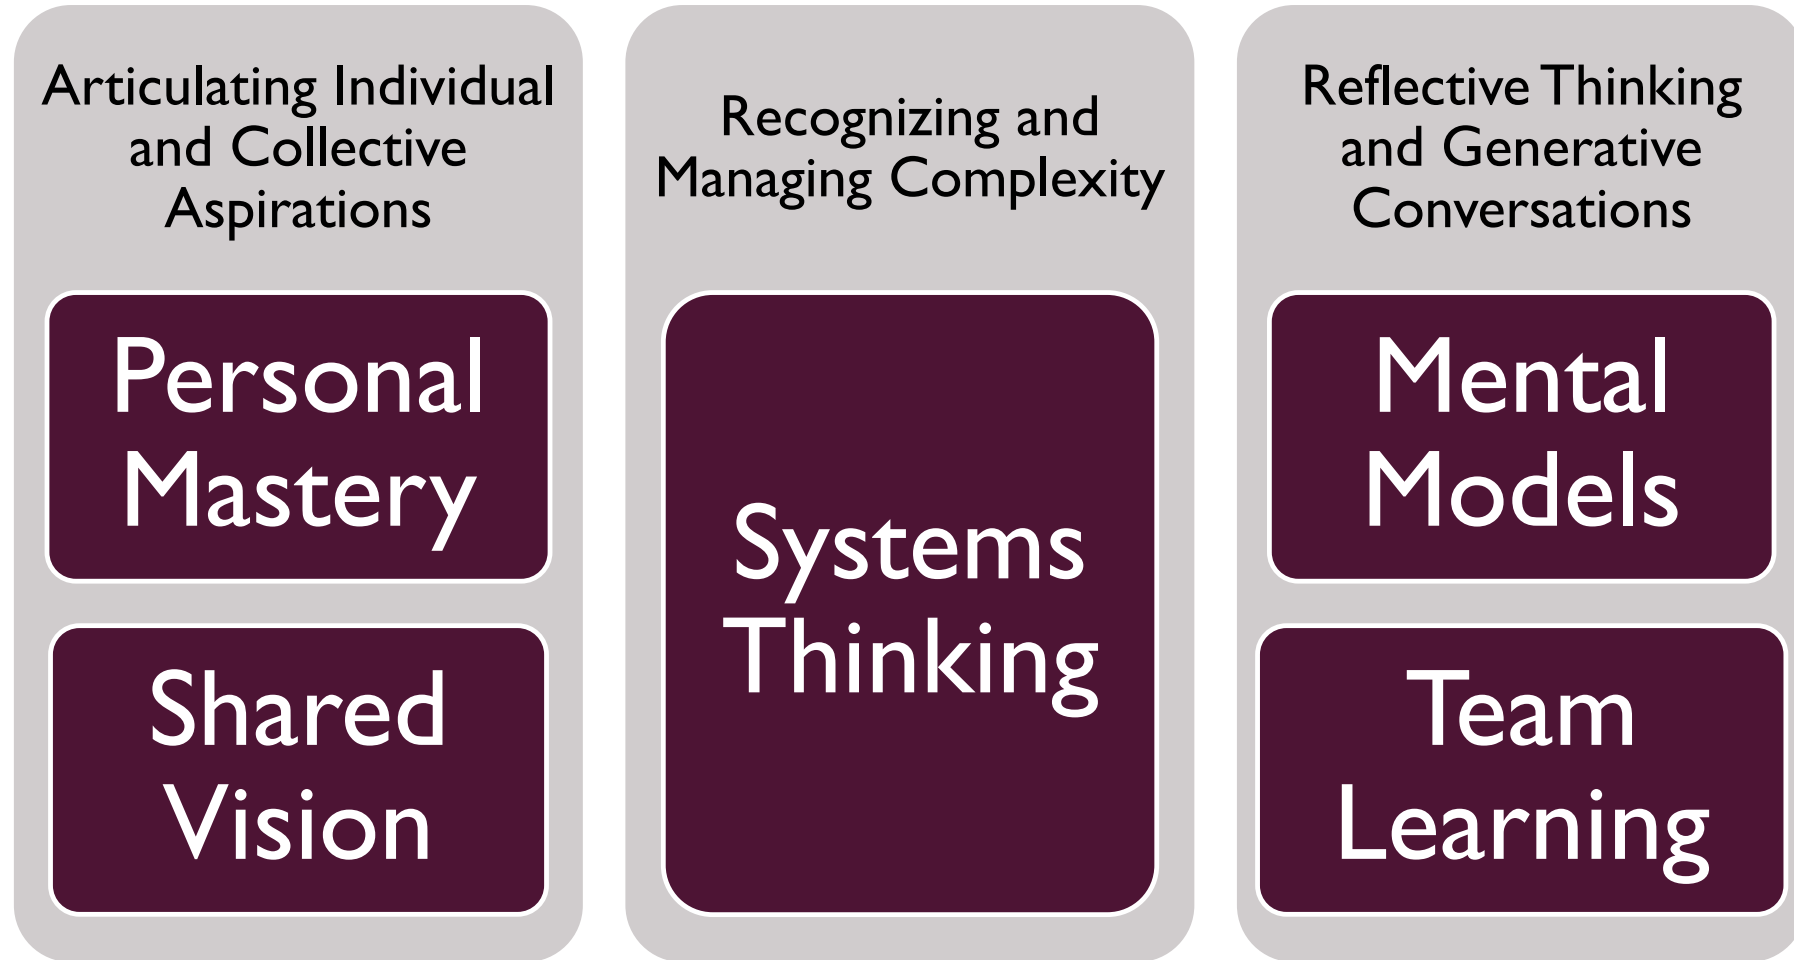 Articulating Individual
and Collective
Aspirations
Personal
Mastery
Shared
Vision
Recognizing and
Managing Complexity
Systems
Thinking
Reflective Thinking
and Generative
Conversations
Mental
Models
Team
Learning